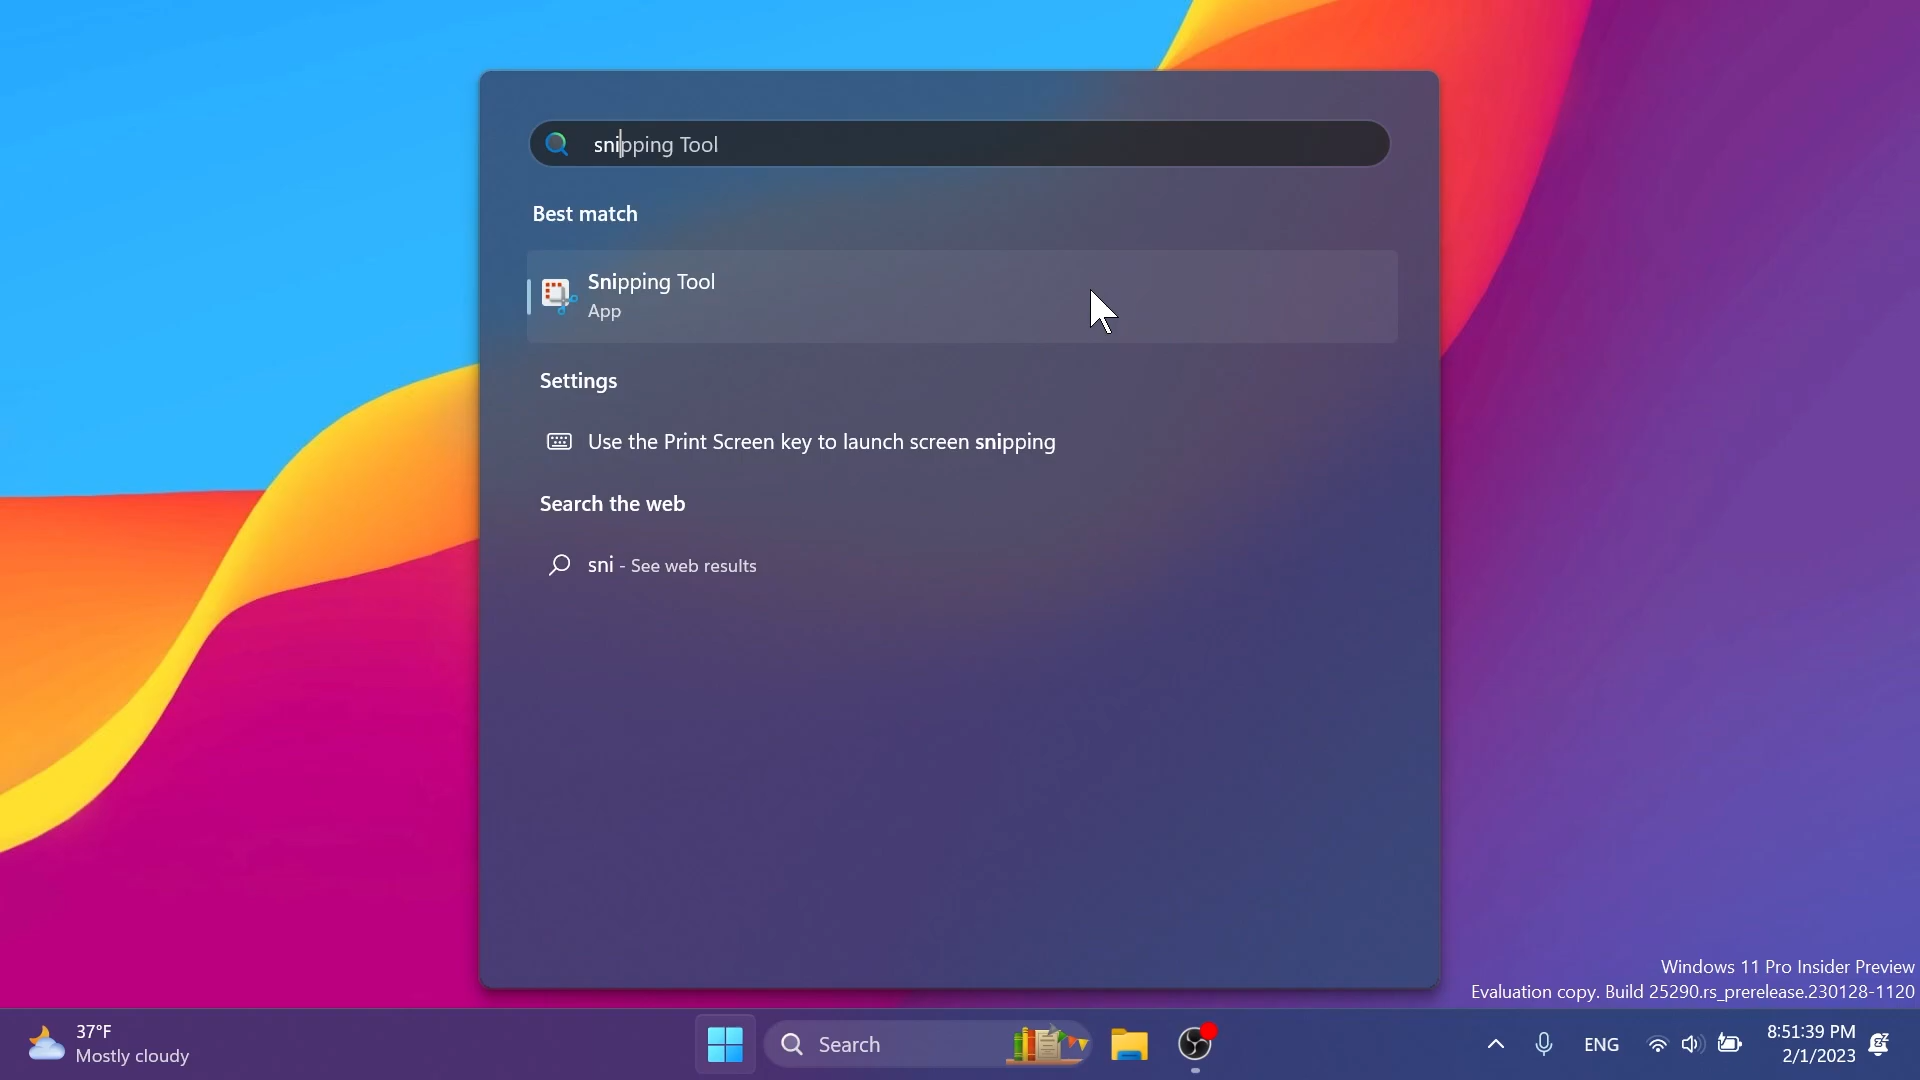 snipping Tool
Best match
Snipping Tool
App
Settings
Use the Print Screen key to launch screen snipping
Search the web
sni - See web results
Windows 11 Pro Insider Preview
Evaluation copy. Build 25290.rs_prerelease.230128-1120
37°F
Mostly cloudy
Search
ENG
8:51:39 PM
2/1/2023